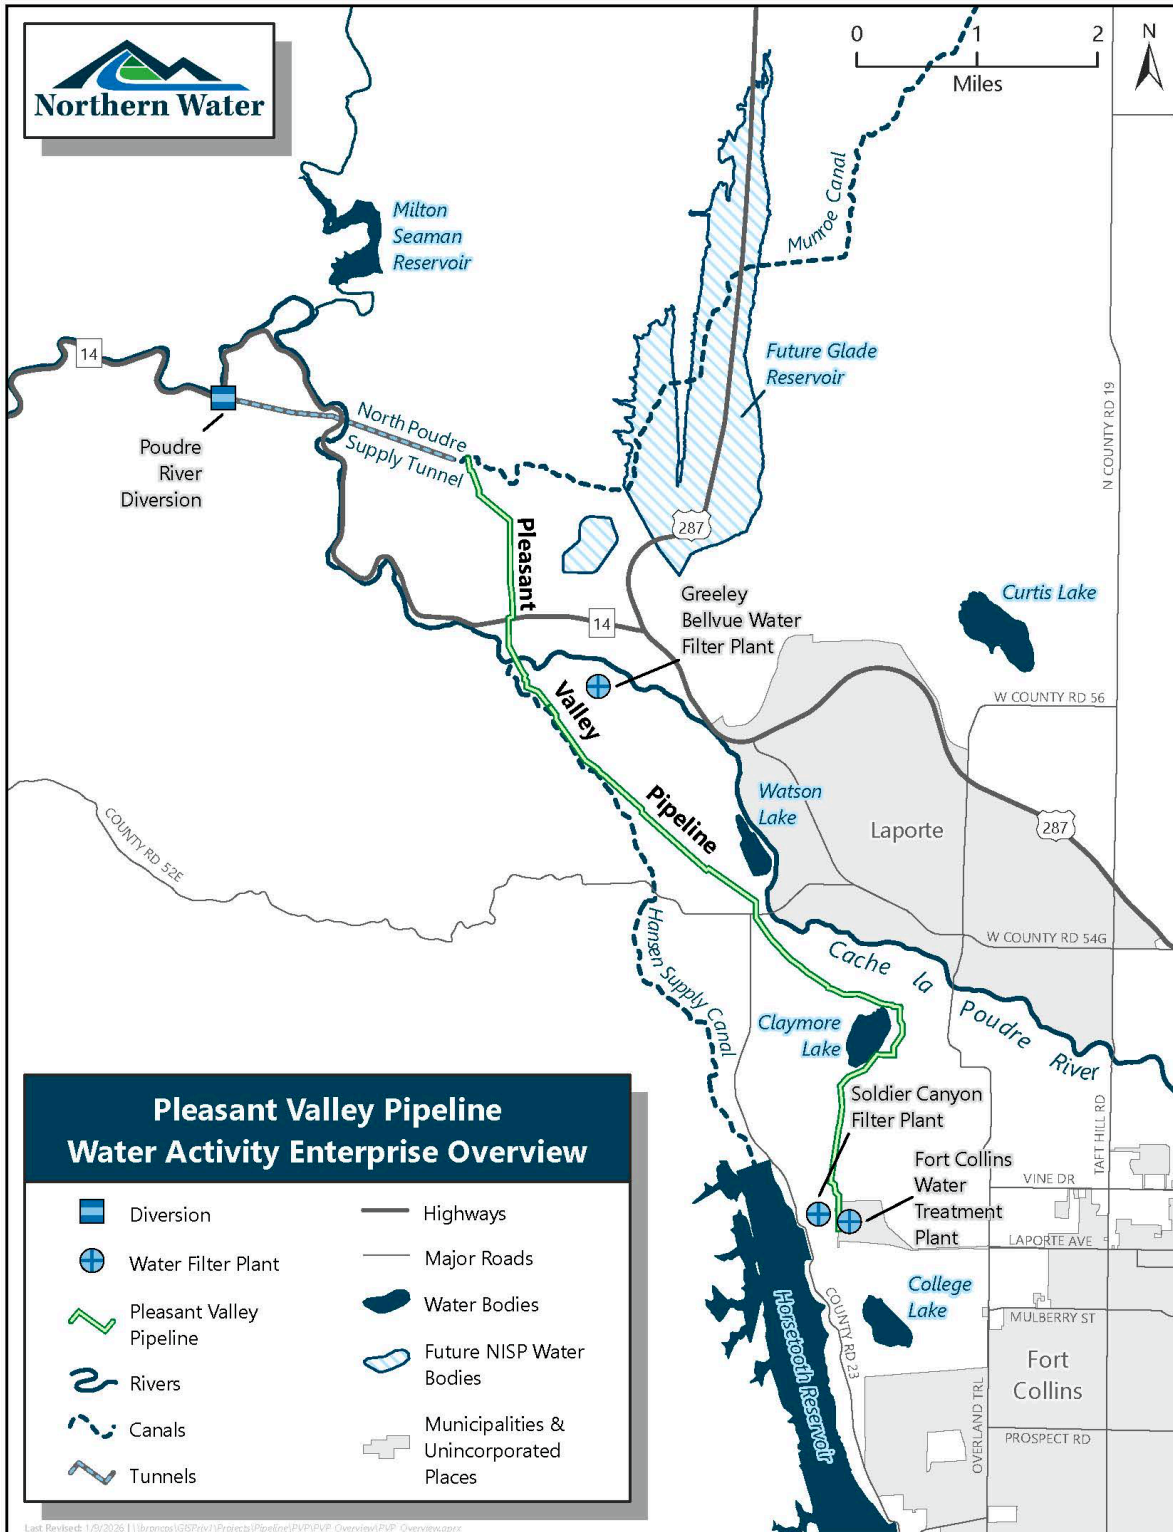 Northern Water
0 1 2
Miles
N
Milton
Seaman
Reservoir
Munroe Canal
14
Future Glade
Reservoir
N COUNTY RD 19
North Poudre
Supply Tunnel
Poudre
River
Diversion
Pleasant
287
Greeley
Bellvue Water
Filter Plant
14
Curtis Lake
W COUNTY RD 56
Valley
Pipeline
Watson
Lake
Laporte
287
COUNTY RD 52E
Hansen Supply Canal
W COUNTY RD 54G
Cache la Poudre River
Claymore
Lake
Soldier Canyon
Filter Plant
Fort Collins
Water
Treatment
Plant
TAFT HILL RD
VINE DR
LAPORTE AVE
College
Lake
MULBERRY ST
Horsetooth Reservoir
COUNTY RD 23
Fort
Collins
OVERLAND TRL
PROSPECT RD
Pleasant Valley Pipeline
Water Activity Enterprise Overview
Diversion
Water Filter Plant
Pleasant Valley
Pipeline
Rivers
Canals
Tunnels
Highways
Major Roads
Water Bodies
Future NISP Water
Bodies
Municipalities &
Unincorporated
Places
Last Revised: 1/9/2026